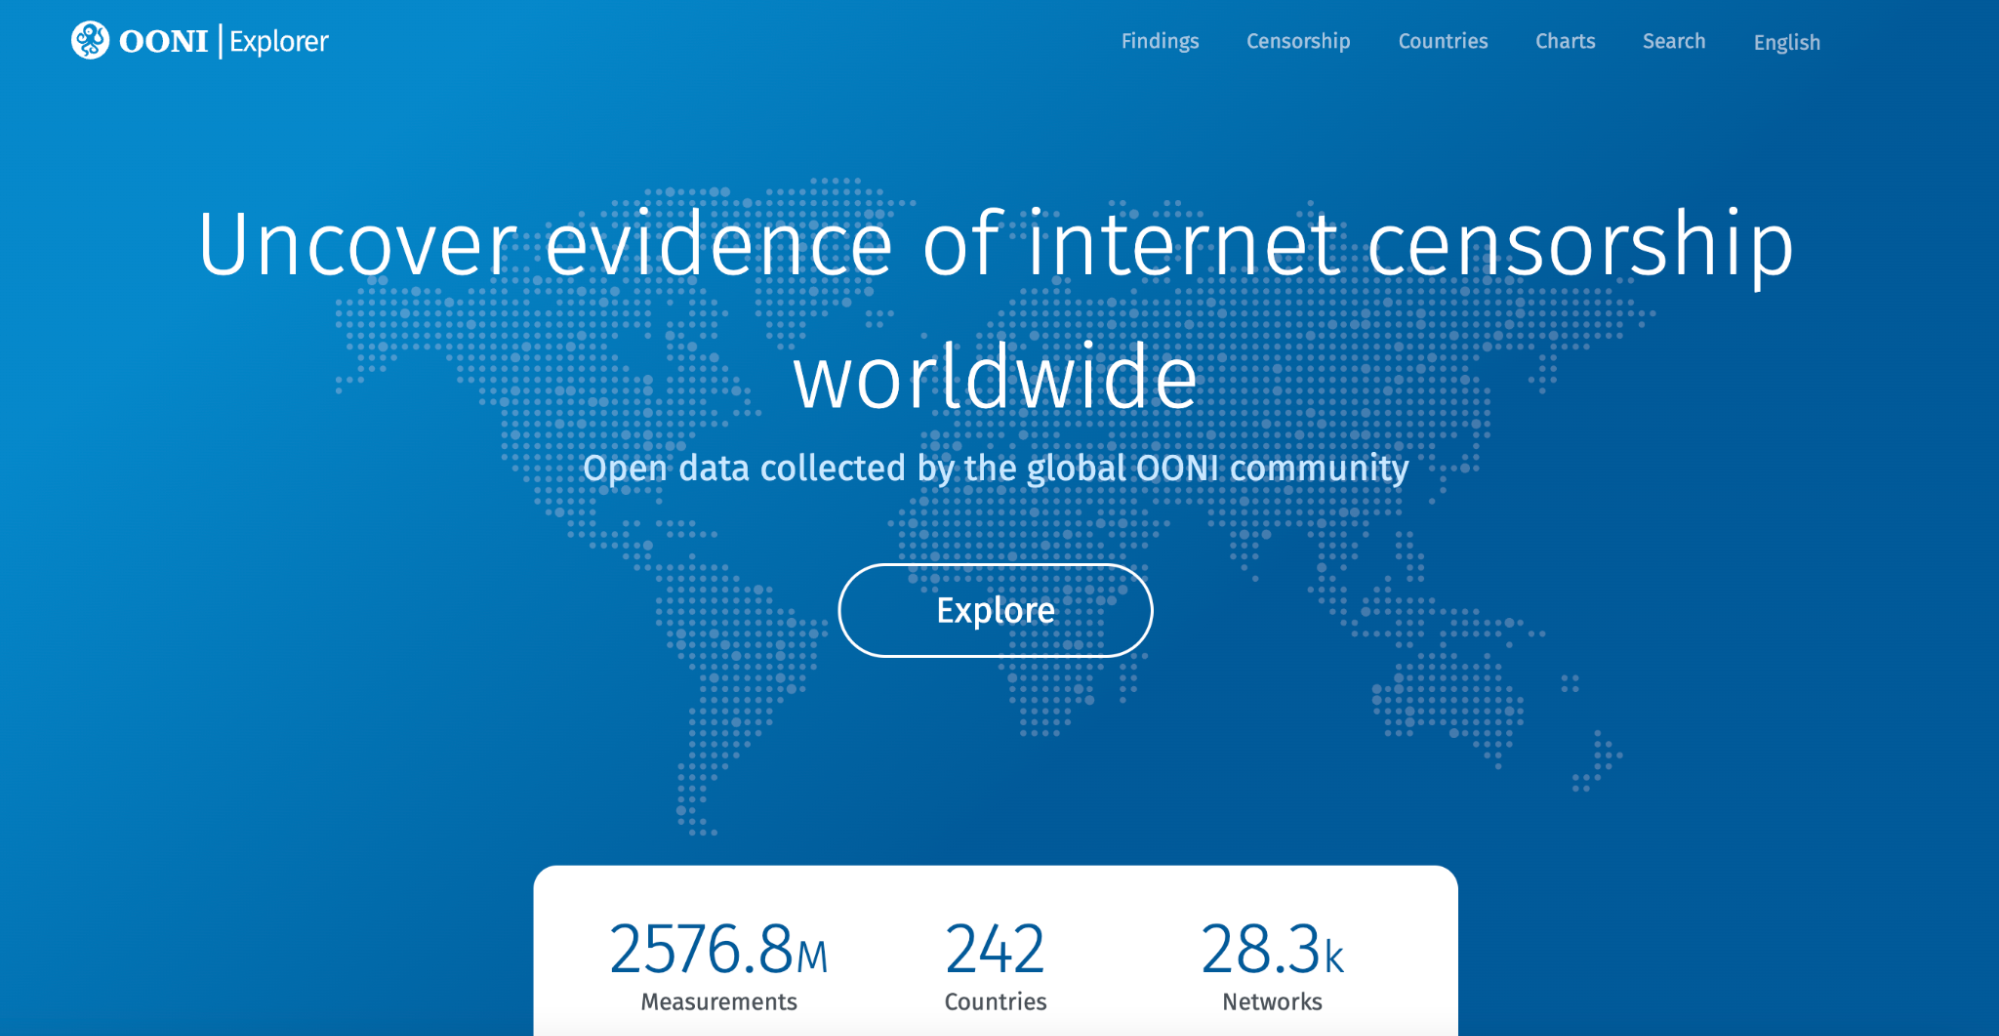 OONI Explorer
Findings Censorship Countries Charts Search English
Uncover evidence of internet censorship
worldwide
Open data collected by the global OONI community
Explore
2576.8M 242 28.3k
Measurements Countries Networks